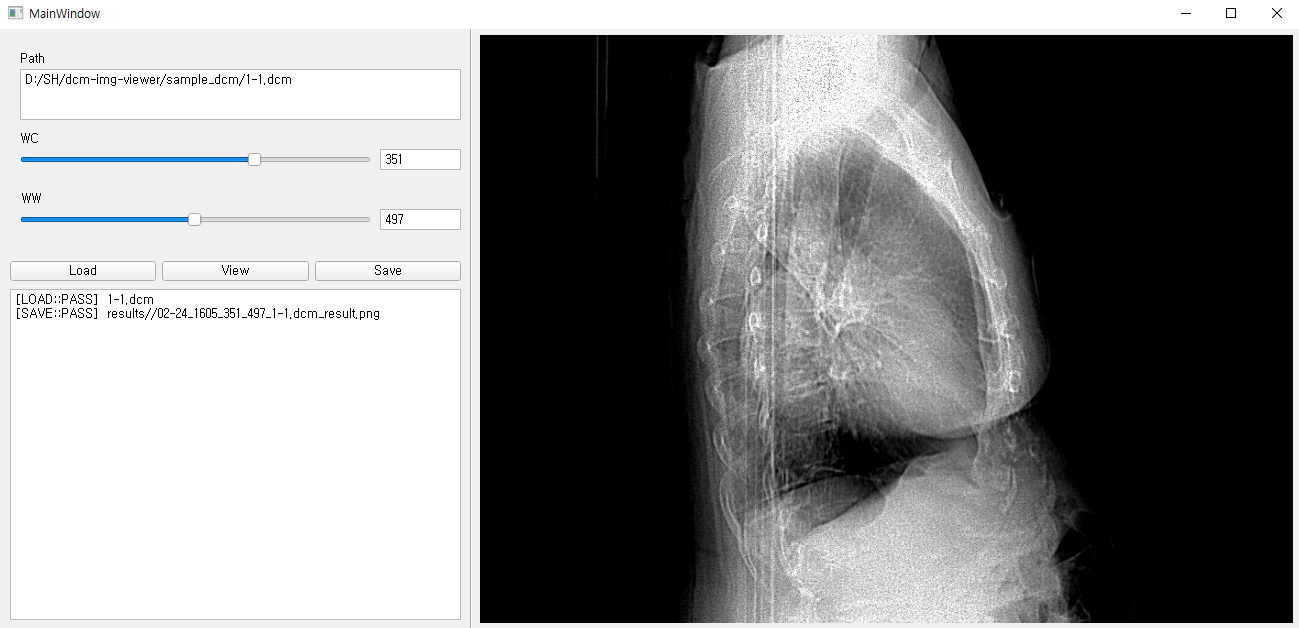 MainWindow
Path
D:/SH/dcm-img-viewer/sample_dcm/1-1.dcm
WC
351
WW
497
Load View Save
[LOAD::PASS] 1-1.dcm
[SAVE::PASS] results//02-24_1605_351_497_1-1.dcm_result.png